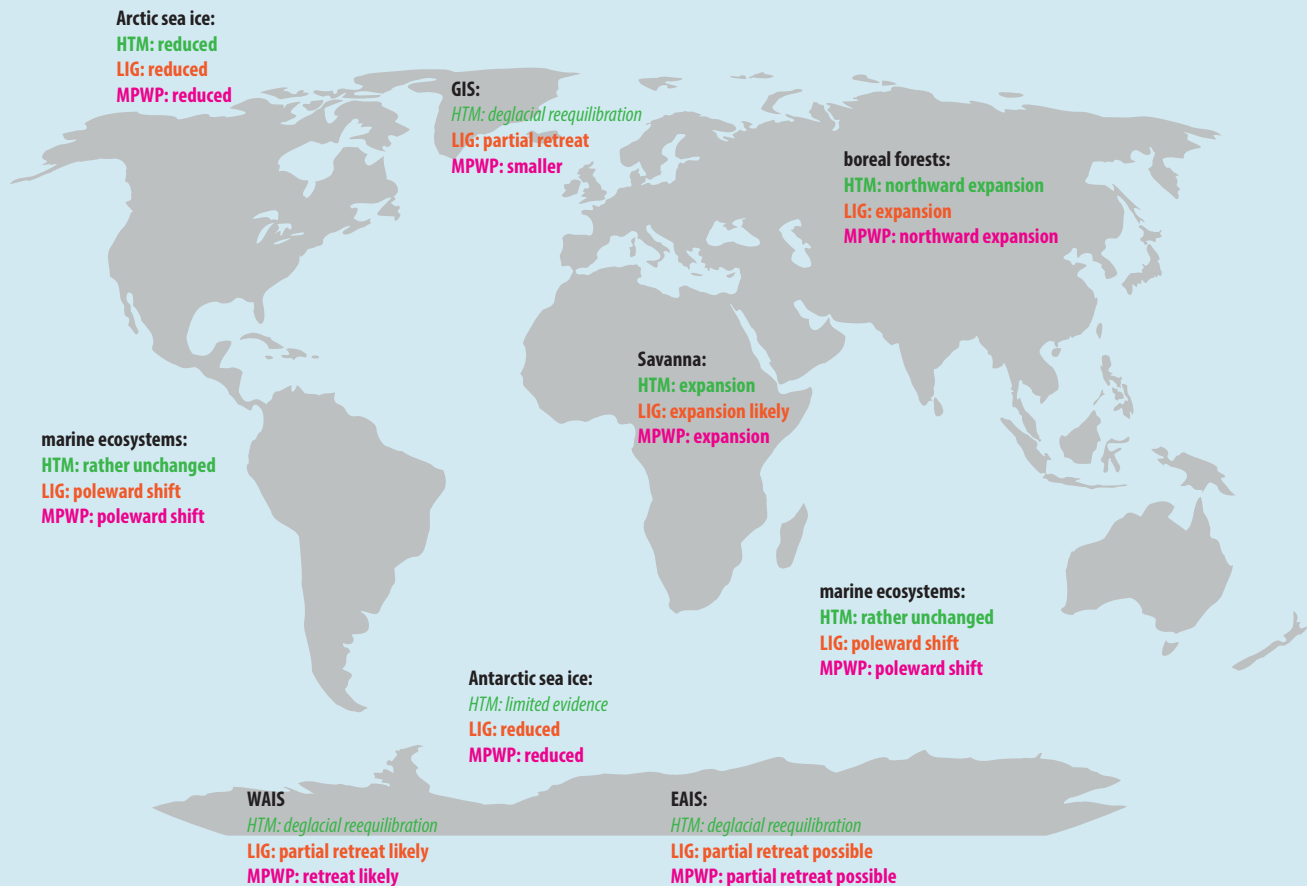 Arctic sea ice:
HTM: reduced
LIG: reduced
MPWP: reduced
GIS:
HTM: deglacial reequilibration
LIG: partial retreat
MPWP: smaller
boreal forests:
HTM: northward expansion
LIG: expansion
MPWP: northward expansion
Savanna:
HTM: expansion
LIG: expansion likely
MPWP: expansion
marine ecosystems:
HTM: rather unchanged
LIG: poleward shift
MPWP: poleward shift
marine ecosystems:
HTM: rather unchanged
LIG: poleward shift
MPWP: poleward shift
Antarctic sea ice:
HTM: limited evidence
LIG: reduced
MPWP: reduced
WAIS
HTM: deglacial reequilibration
LIG: partial retreat likely
MPWP: retreat likely
EAIS:
HTM: deglacial reequilibration
LIG: partial retreat possible
MPWP: partial retreat possible